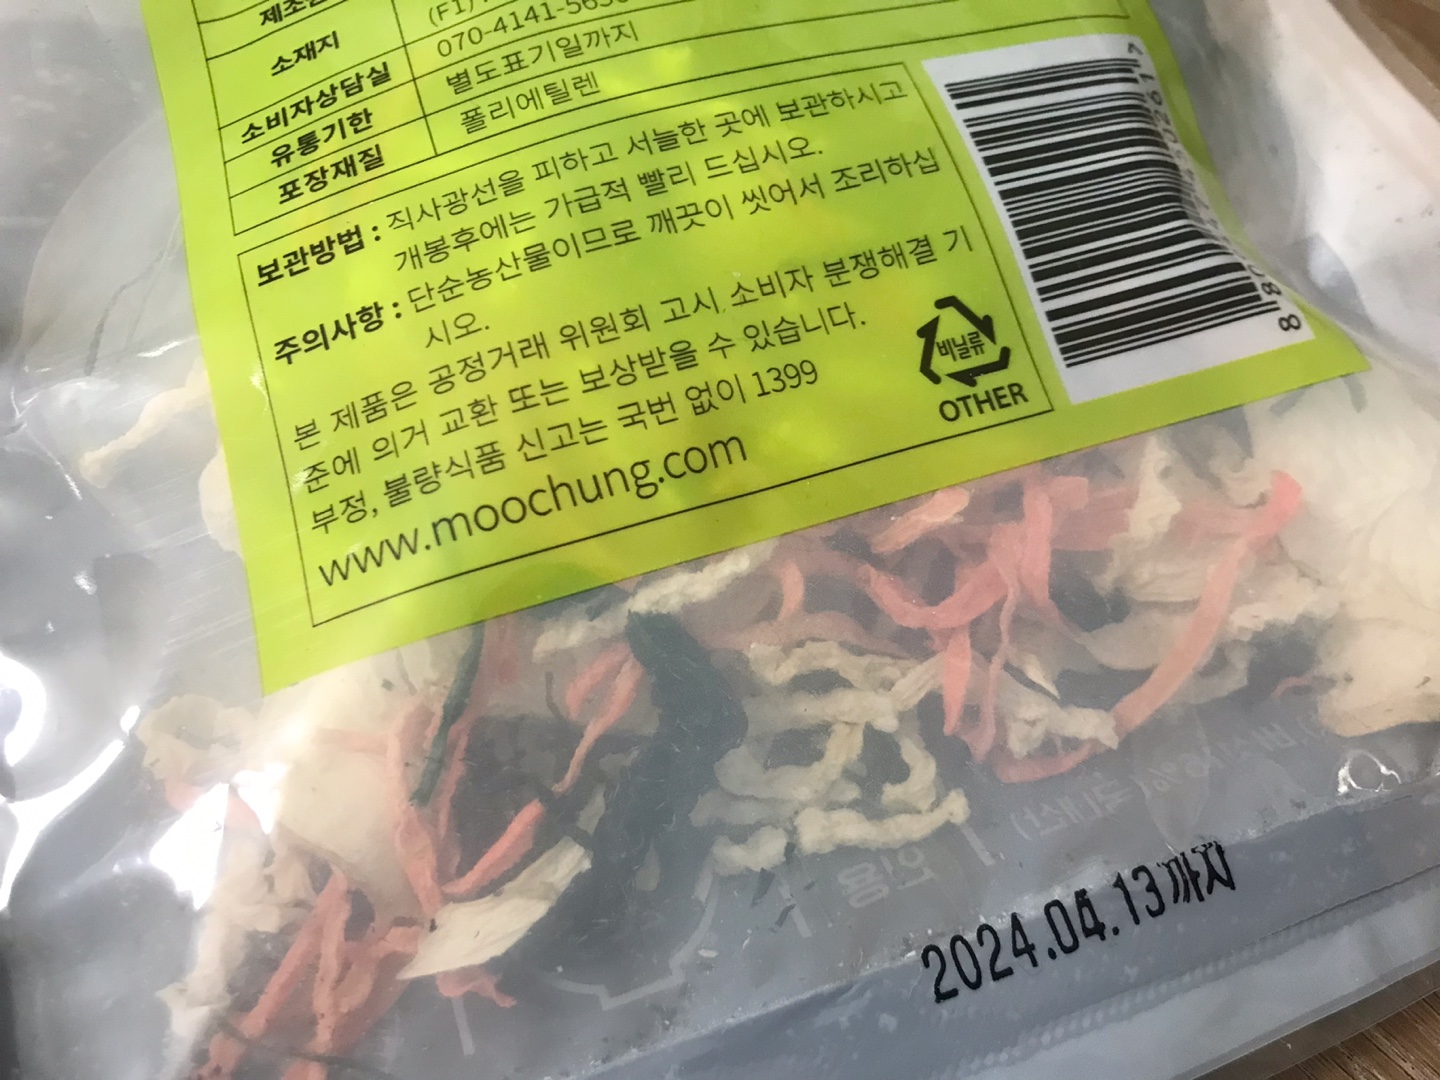 소재지
소비자상담실 070-4141-565
유통기한 별도표기일까지
포장재질 폴리에틸렌
보관방법 : 직사광선을 피하고 서늘한 곳에 보관하시고
개봉후에는 가급적 빨리 드십시오.
주의사항 : 단순농산물이므로 깨끗이 씻어서 조리하십
시오.
본 제품은 공정거래 위원회 고시, 소비자 분쟁해결 기
준에 의거 교환 또는 보상받을 수 있습니다.
부정, 불량식품 신고는 국번 없이 1399
www.moochung.com
비닐류
OTHER
2024.04.13까지